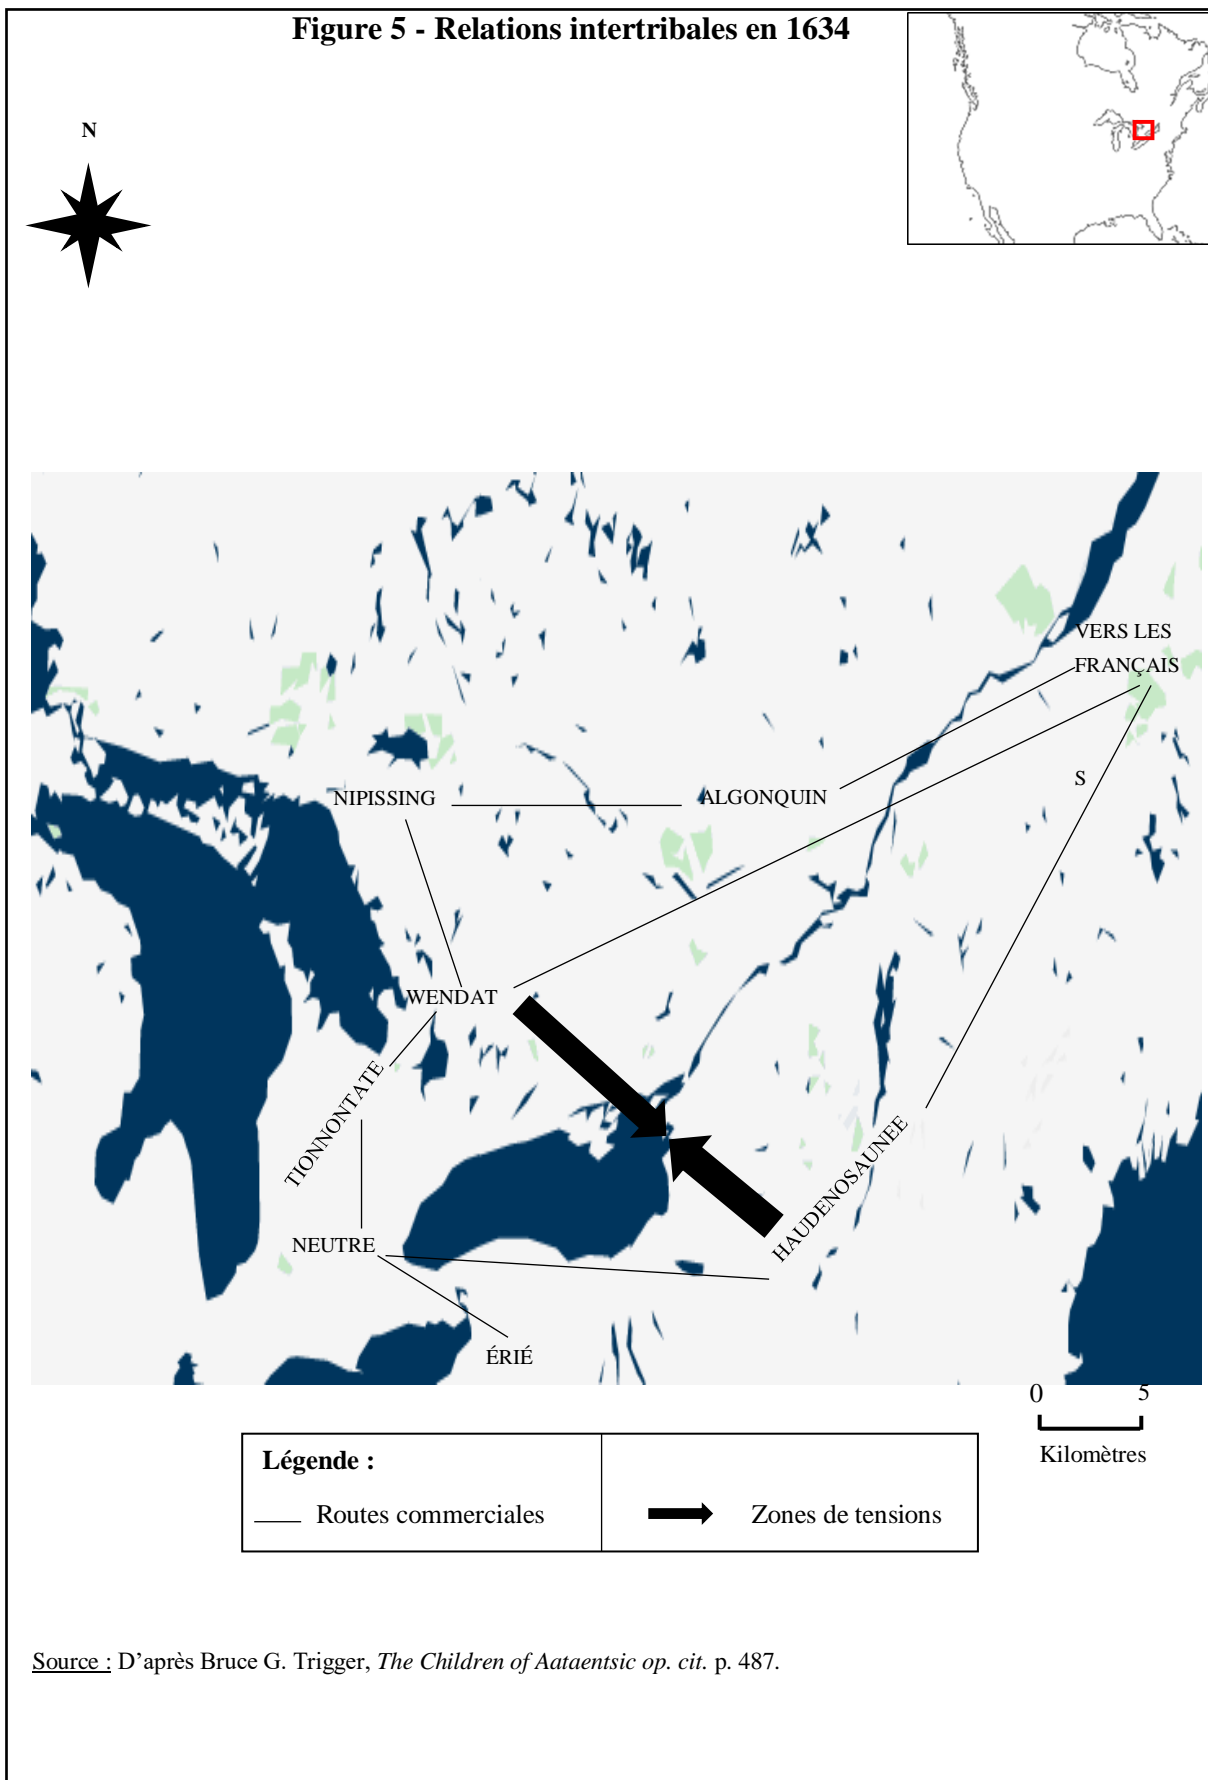 Figure 5 - Relations intertribales en 1634
N
VERS LES
FRANÇAIS
S
NIPISSING
ALGONQUIN
WENDAT
TIONNONTATE
HAUDENOSAUNEE
NEUTRE
ÉRIÉ
0 5
Kilomètres
Légende :
Routes commerciales
Zones de tensions
Source : D’après Bruce G. Trigger, The Children of Aataentsic op. cit. p. 487.